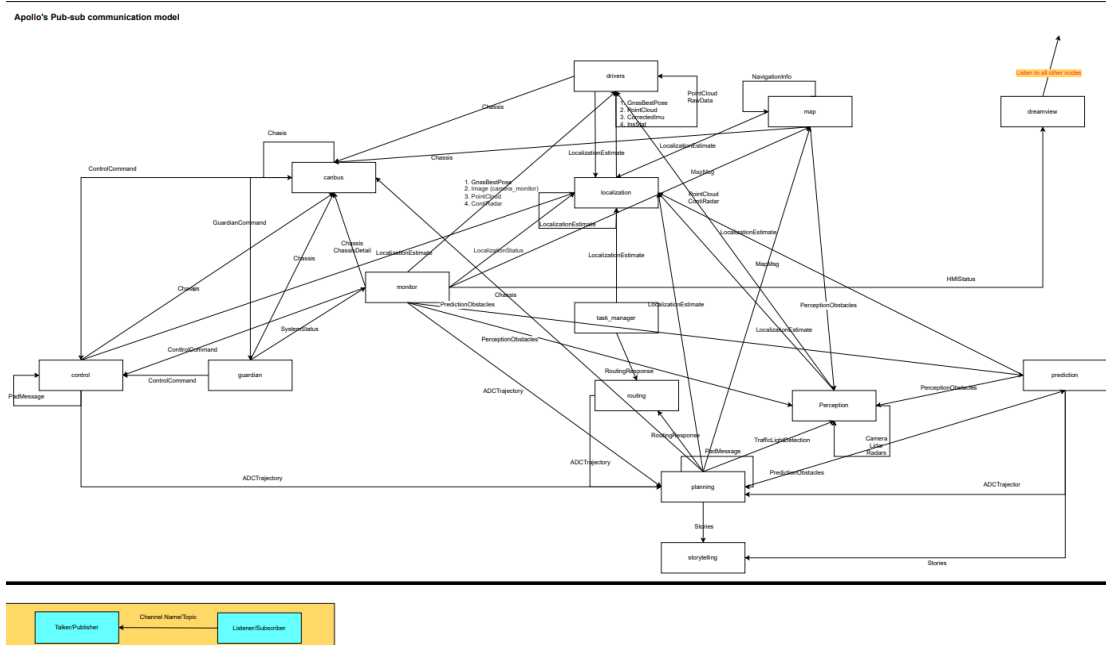 Apollo's Pub-sub communication model
Listen to all other nodes
drivers
NavigationInfo
PointCloud
RawData
1. GnssBestPose
2. PointCloud
3. CorrectedImu
4. InsStat
map
dreamview
Chassis
Chasis
Chassis
LocalizationEstimate
LocalizationEstimate
ControlCommand
canbus
MapMsg
1. GnssBestPose
2. Image (camera_monitor)
3. PointCloud
4. ContiRadar
localization
PointCloud
ContiRadar
GuardianCommand
LocalizationEstimate
LocalizationEstimate
Chassis
ChassisDetail
LocalizationEstimate
LocalizationStatus
LocalizationEstimate
Chassis
MapMsg
HMIStatus
Chassis
monitor
Chassis
PredictionObstacles
LocalizationEstimate
PerceptionObstacles
task_manager
SystemStatus
LocalizationEstimate
PerceptionObstacles
ControlCommand
RoutingResponse
control
ControlCommand
guardian
prediction
ADCTrajectory
PerceptionObstacles
PadMessage
routing
Perception
RoutingResponse
TrafficLightDetection
Camera
Lidar
Radars
PadMessage
ADCTrajectory
PredictionObstacles
ADCTrajectory
planning
ADCTrajector
Stories
storytelling
Stories
Talker/Publisher
Channel Name/Topic
Listener/Subscriber